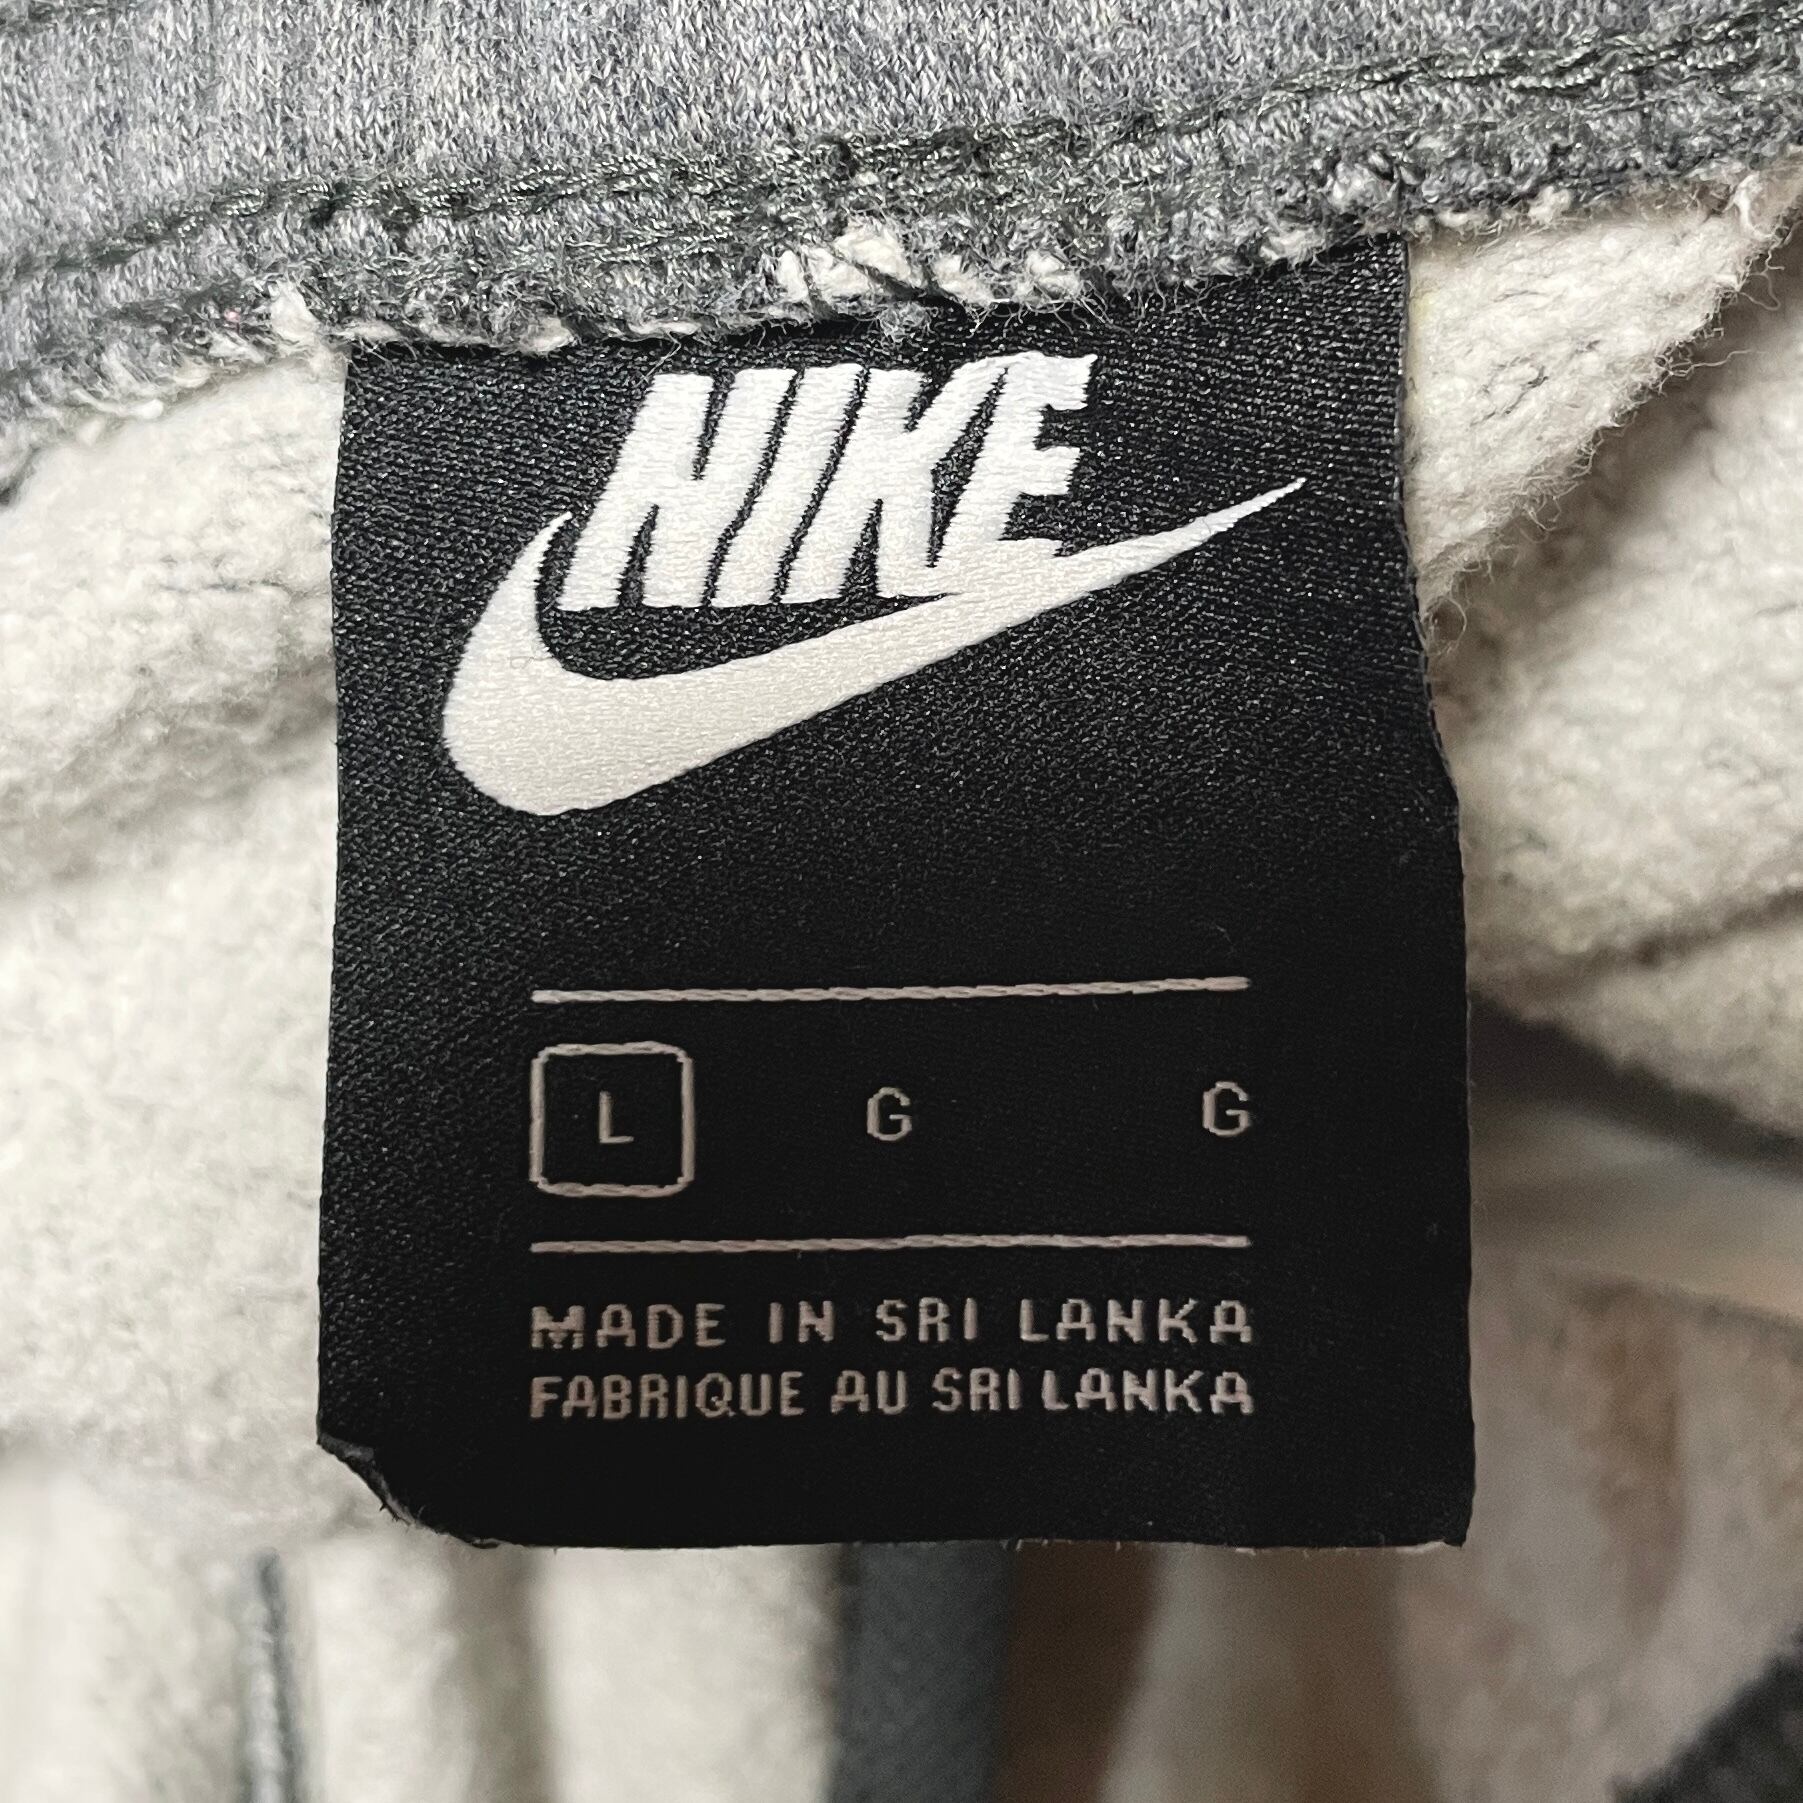 NIKE
L G G
MADE IN SRI LANKA
FABRIQUE AU SRI LANKA